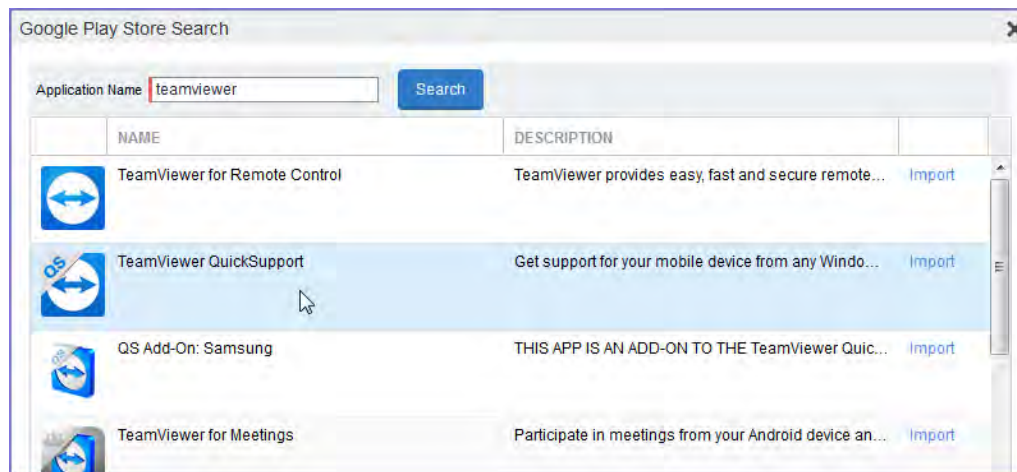 Google Play Store Search
Application Name teamviewer Search
NAME DESCRIPTION
TeamViewer for Remote Control TeamViewer provides easy, fast and secure remote... Import
QS
TeamViewer QuickSupport Get support for your mobile device from any Windo... Import
QS
QS Add-On: Samsung THIS APP IS AN ADD-ON TO THE TeamViewer Quic... Import
TeamViewer for Meetings Participate in meetings from your Android device an... Import